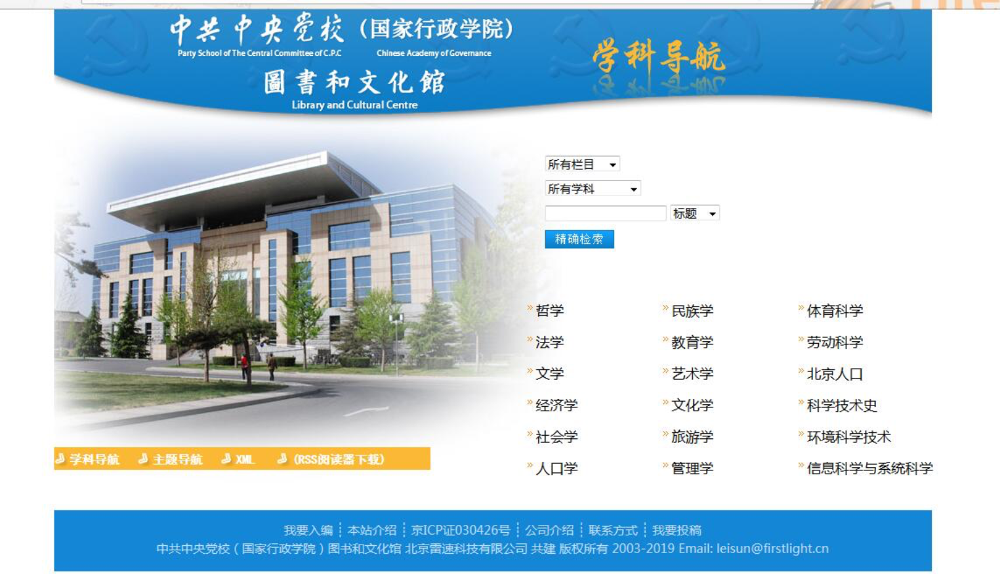 中共中央党校（国家行政学院）
Party School of The Central Committee of C.P.C Chinese Academy of Governance
圖書和文化館
Library and Cultural Centre
学科导航
所有栏目
所有学科
标题
精确检索
哲学 民族学 体育科学
法学 教育学 劳动科学
文学 艺术学 北京人口
经济学 文化学 科学技术史
社会学 旅游学 环境科学技术
人口学 管理学 信息科学与系统科学
学科导航 主题导航 XML (RSS阅读器下载)
我要入编 ┊ 本站介绍 ┊ 京ICP证030426号 ┊ 公司介绍 ┊ 联系方式 ┊ 我要投稿
中共中央党校（国家行政学院）图书和文化馆 北京雷速科技有限公司 共建 版权所有 2003-2019 Email: leisun@firstlight.cn